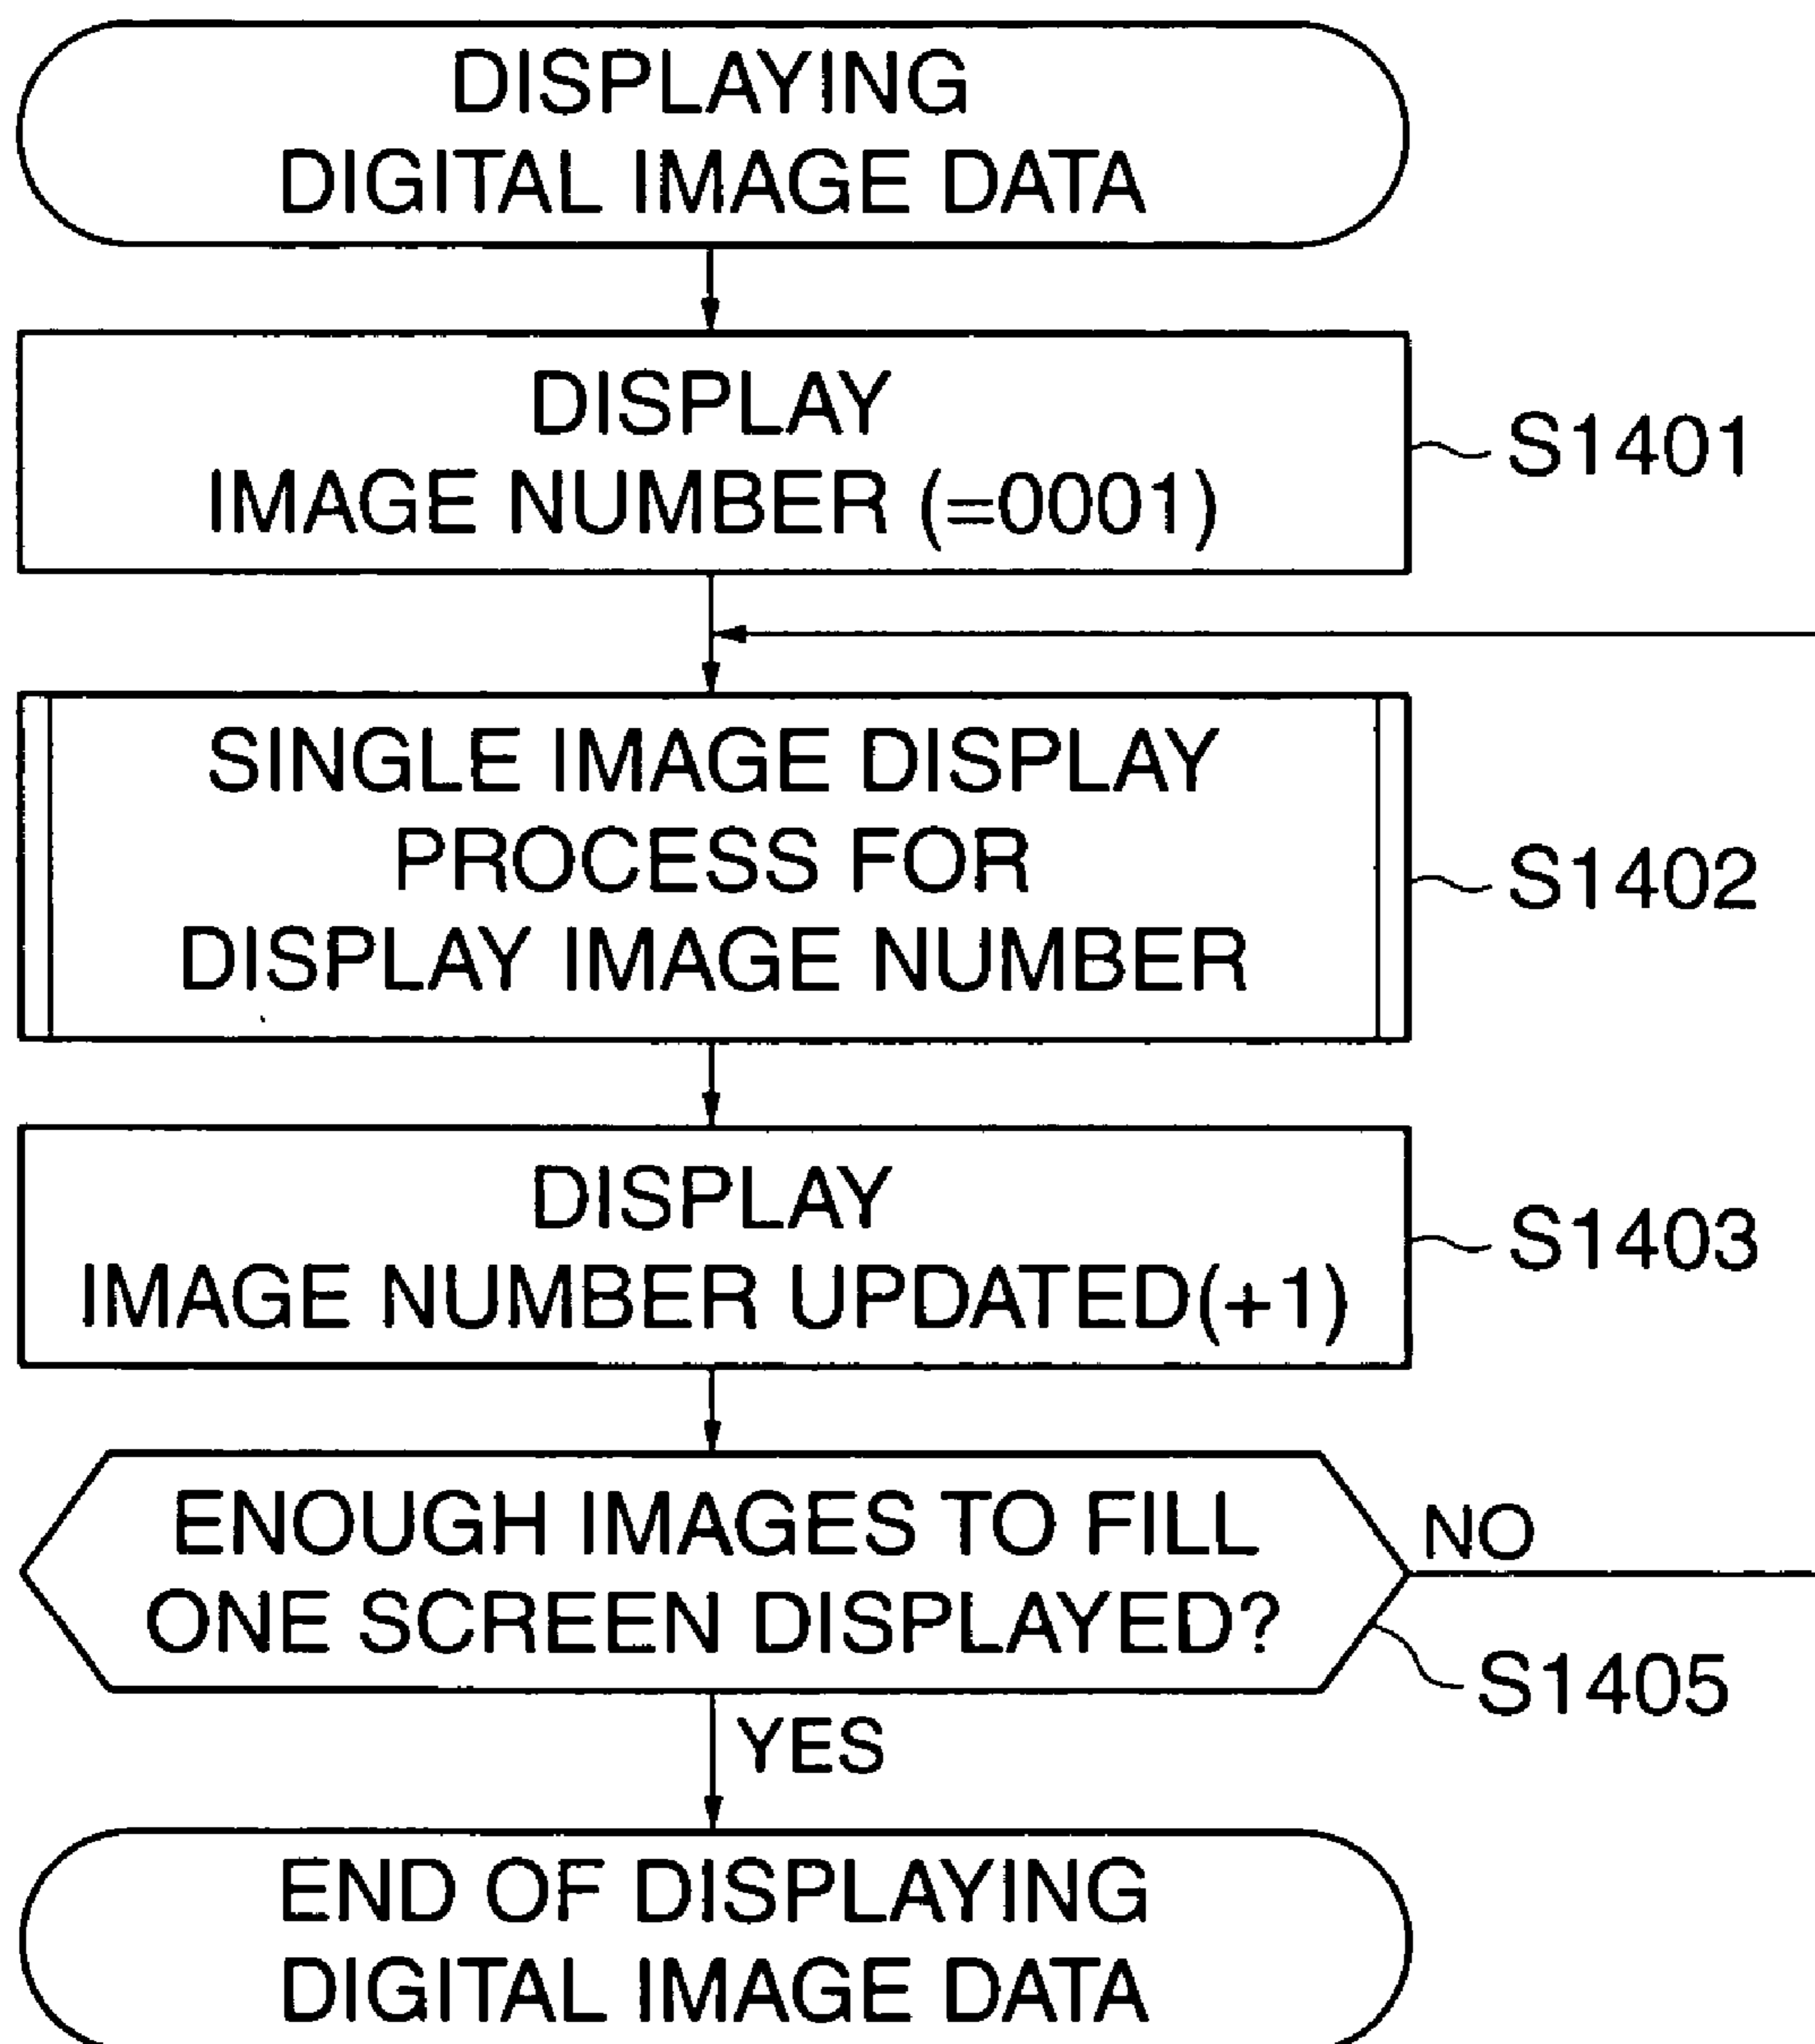 DISPLAYING
DIGITAL IMAGE DATA
DISPLAY
IMAGE NUMBER (=0001)
S1401
SINGLE IMAGE DISPLAY
PROCESS FOR
DISPLAY IMAGE NUMBER
S1402
DISPLAY
IMAGE NUMBER UPDATED(+1)
S1403
ENOUGH IMAGES TO FILL
ONE SCREEN DISPLAYED?
NO
S1405
YES
END OF DISPLAYING
DIGITAL IMAGE DATA